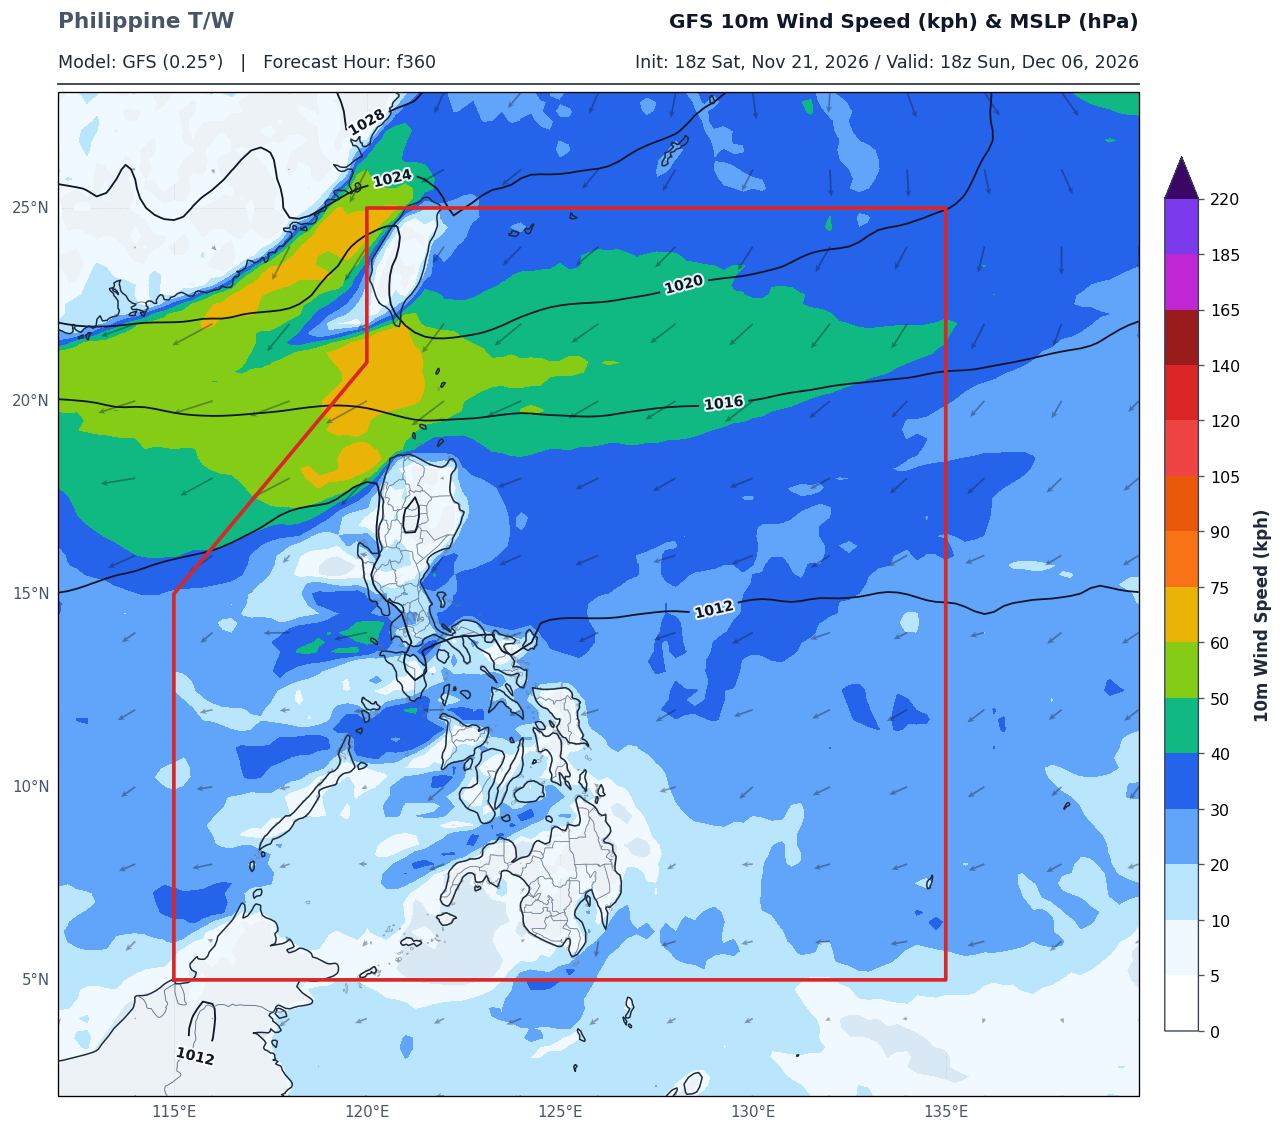 Philippine T/W
GFS 10m Wind Speed (kph) & MSLP (hPa)
Model: GFS (0.25°)   |   Forecast Hour: f360
Init: 18z Sat, Nov 21, 2026 / Valid: 18z Sun, Dec 06, 2026
1028
1024
1020
1016
1012
1012
25°N
20°N
15°N
10°N
5°N
115°E
120°E
125°E
130°E
135°E
220
185
165
140
120
105
90
75
60
50
40
30
20
10
5
0
10m Wind Speed (kph)